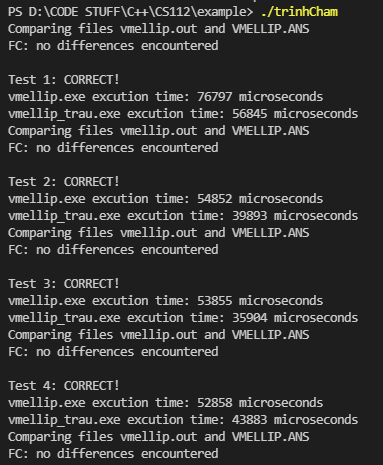 PS D:\CODE STUFF\C++\CS112\example> ./trinhCham
Comparing files vmellip.out and VMELLIP.ANS
FC: no differences encountered
Test 1: CORRECT!
vmellip.exe excution time: 76797 microseconds
vmellip_trau.exe excution time: 56845 microseconds
Comparing files vmellip.out and VMELLIP.ANS
FC: no differences encountered
Test 2: CORRECT!
vmellip.exe excution time: 54852 microseconds
vmellip_trau.exe excution time: 39893 microseconds
Comparing files vmellip.out and VMELLIP.ANS
FC: no differences encountered
Test 3: CORRECT!
vmellip.exe excution time: 53855 microseconds
vmellip_trau.exe excution time: 35904 microseconds
Comparing files vmellip.out and VMELLIP.ANS
FC: no differences encountered
Test 4: CORRECT!
vmellip.exe excution time: 52858 microseconds
vmellip_trau.exe excution time: 43883 microseconds
Comparing files vmellip.out and VMELLIP.ANS
FC: no differences encountered